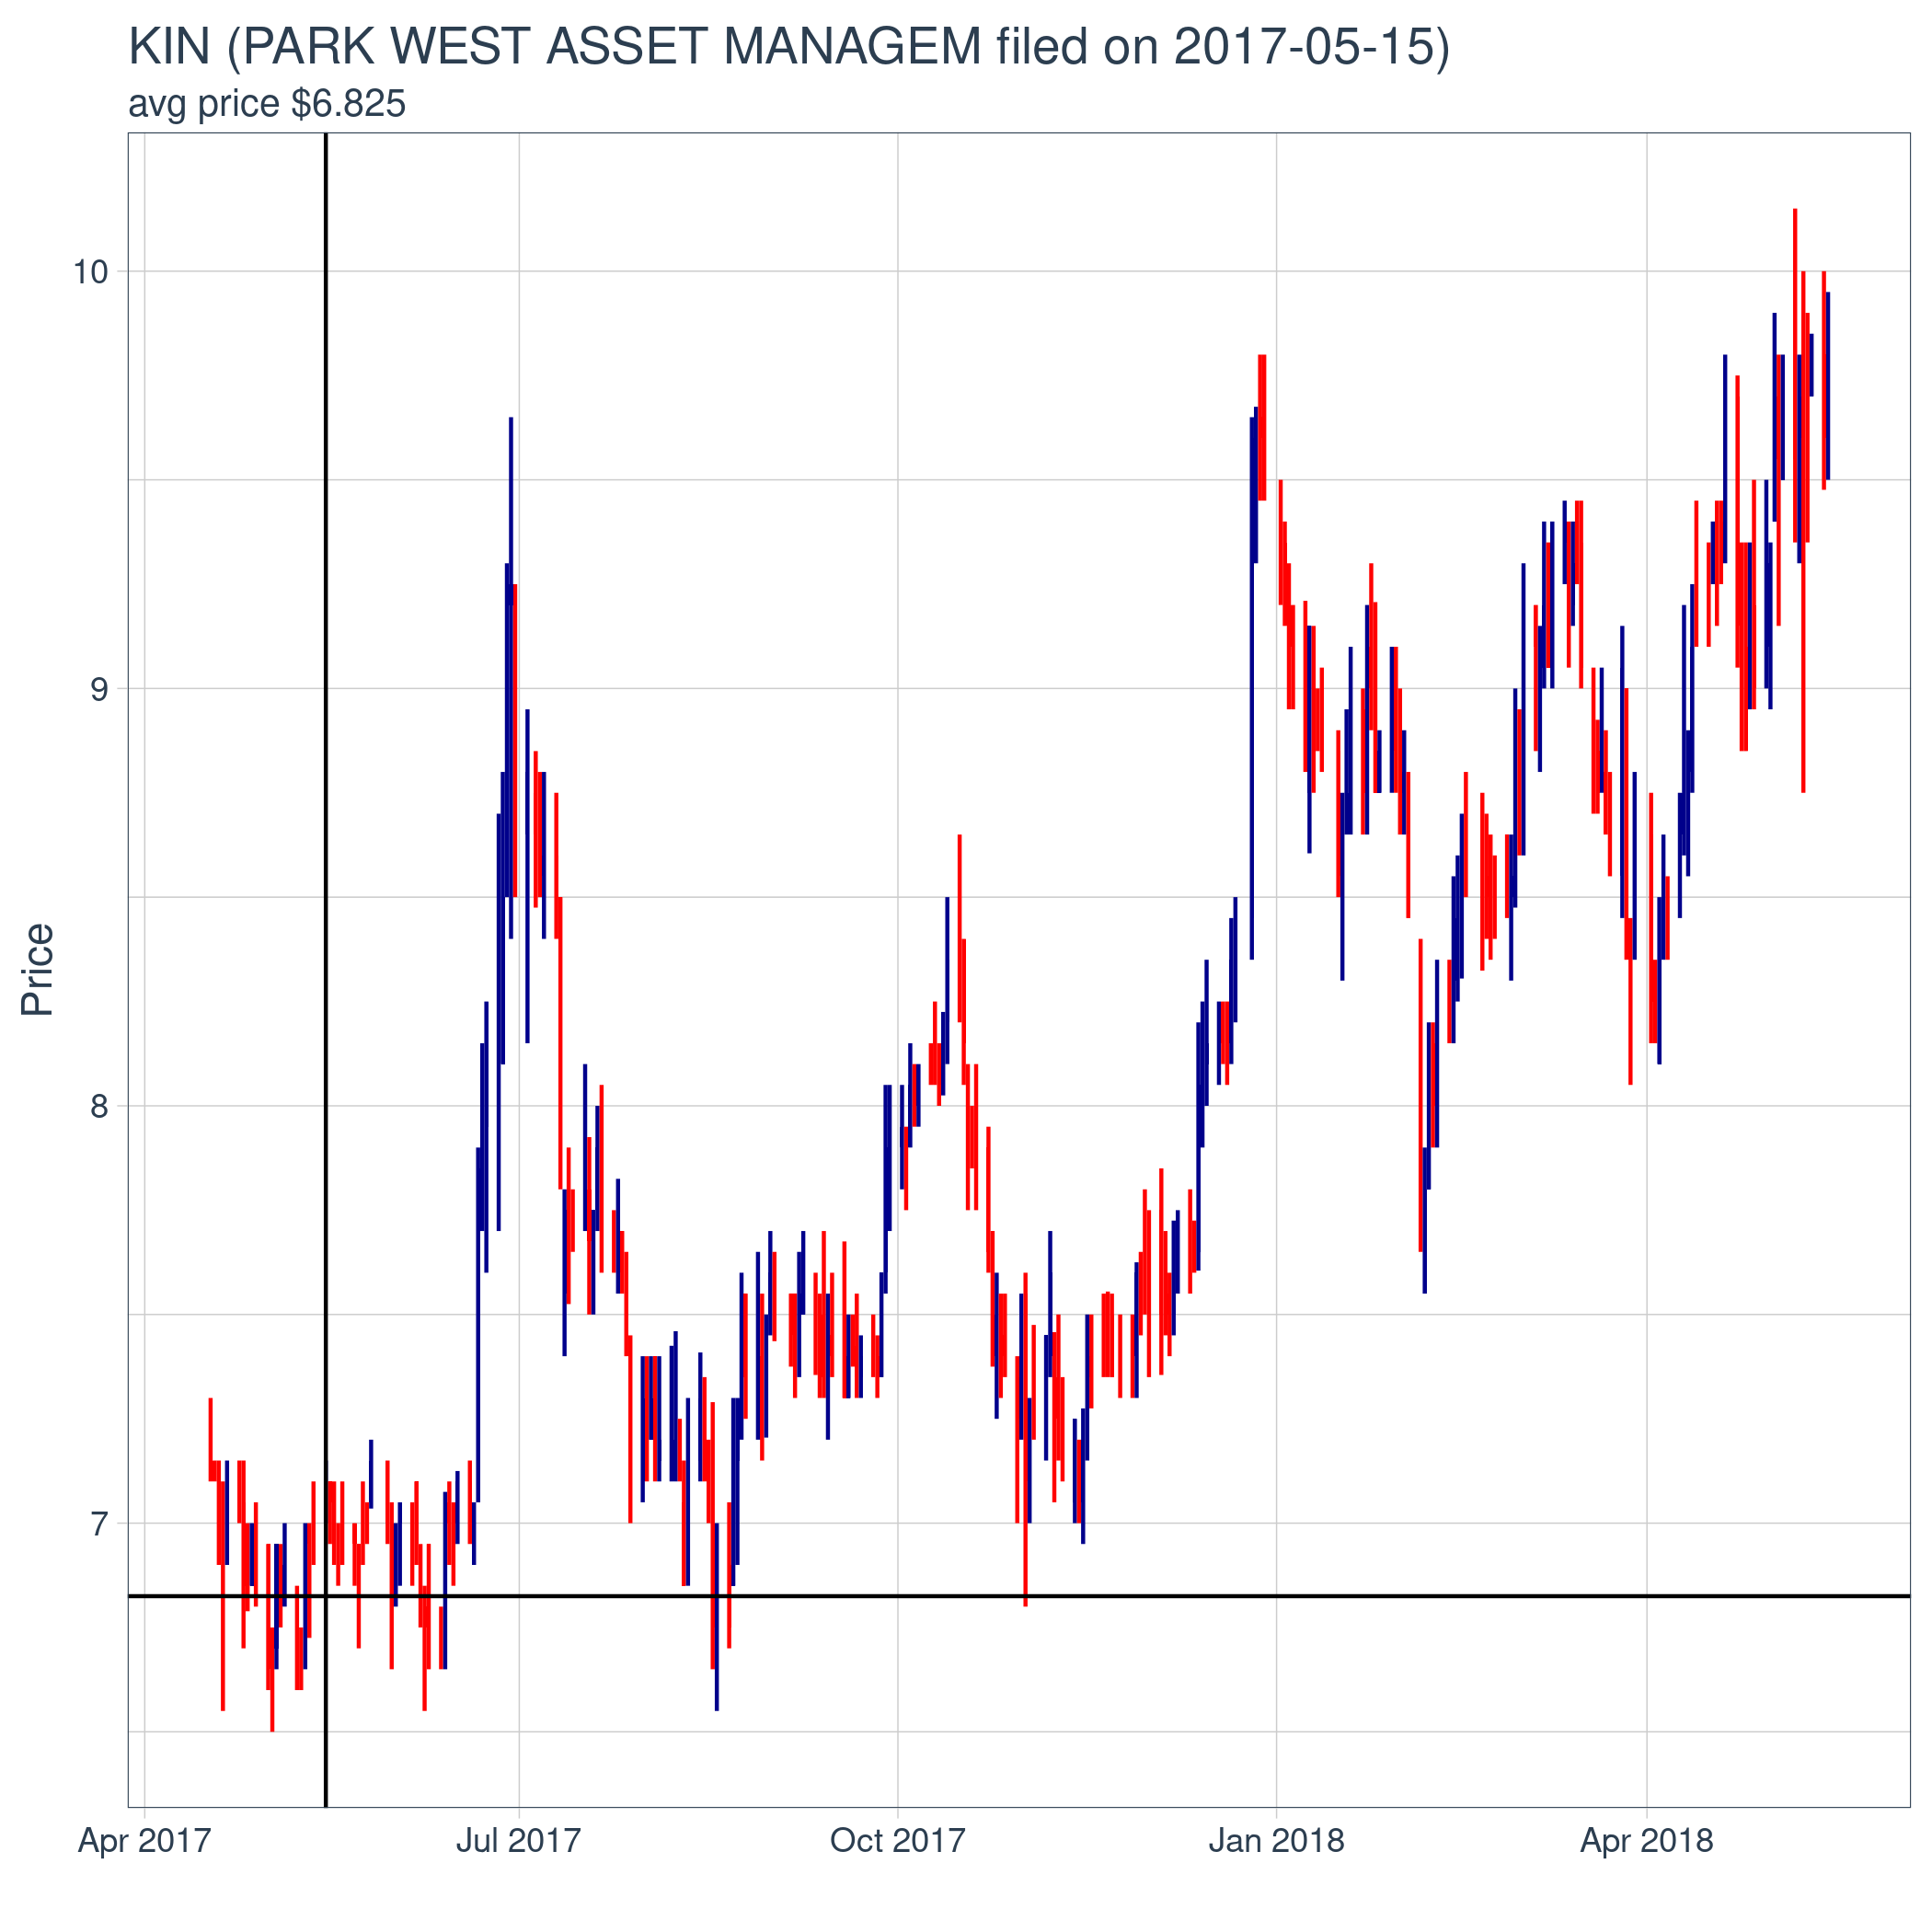 KIN (PARK WEST ASSET MANAGEM filed on 2017-05-15)
avg price $6.825
10
9
8
7
Price
Apr 2017
Jul 2017
Oct 2017
Jan 2018
Apr 2018